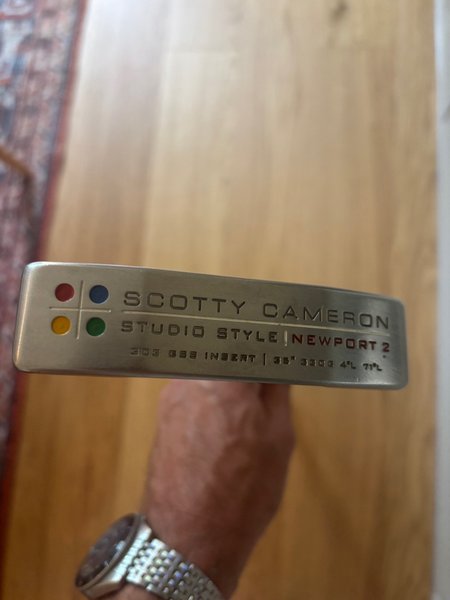 SCOTTY CAMERON
STUDIO STYLE | NEWPORT 2
303 GSS INSERT | 35" 330G 4°L 71°L